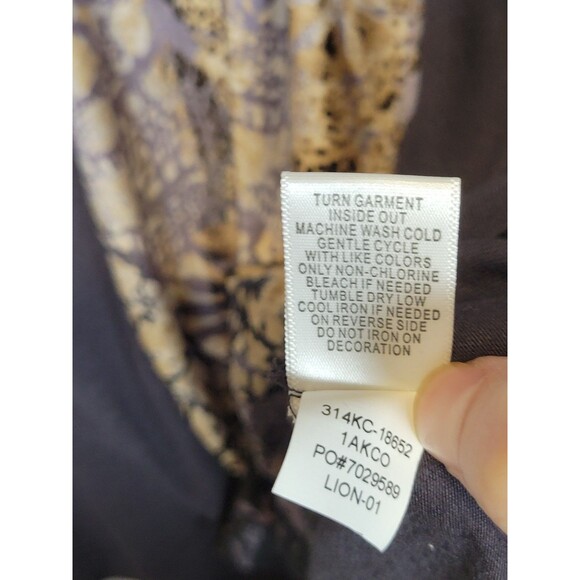 TURN GARMENT
INSIDE OUT
MACHINE WASH COLD
GENTLE CYCLE
WITH LIKE COLORS
ONLY NON-CHLORINE
BLEACH IF NEEDED
TUMBLE DRY LOW
COOL IRON IF NEEDED
ON REVERSE SIDE
DO NOT IRON ON
DECORATION
314KC-18652
1AKCO
PO#7029589
LION-01